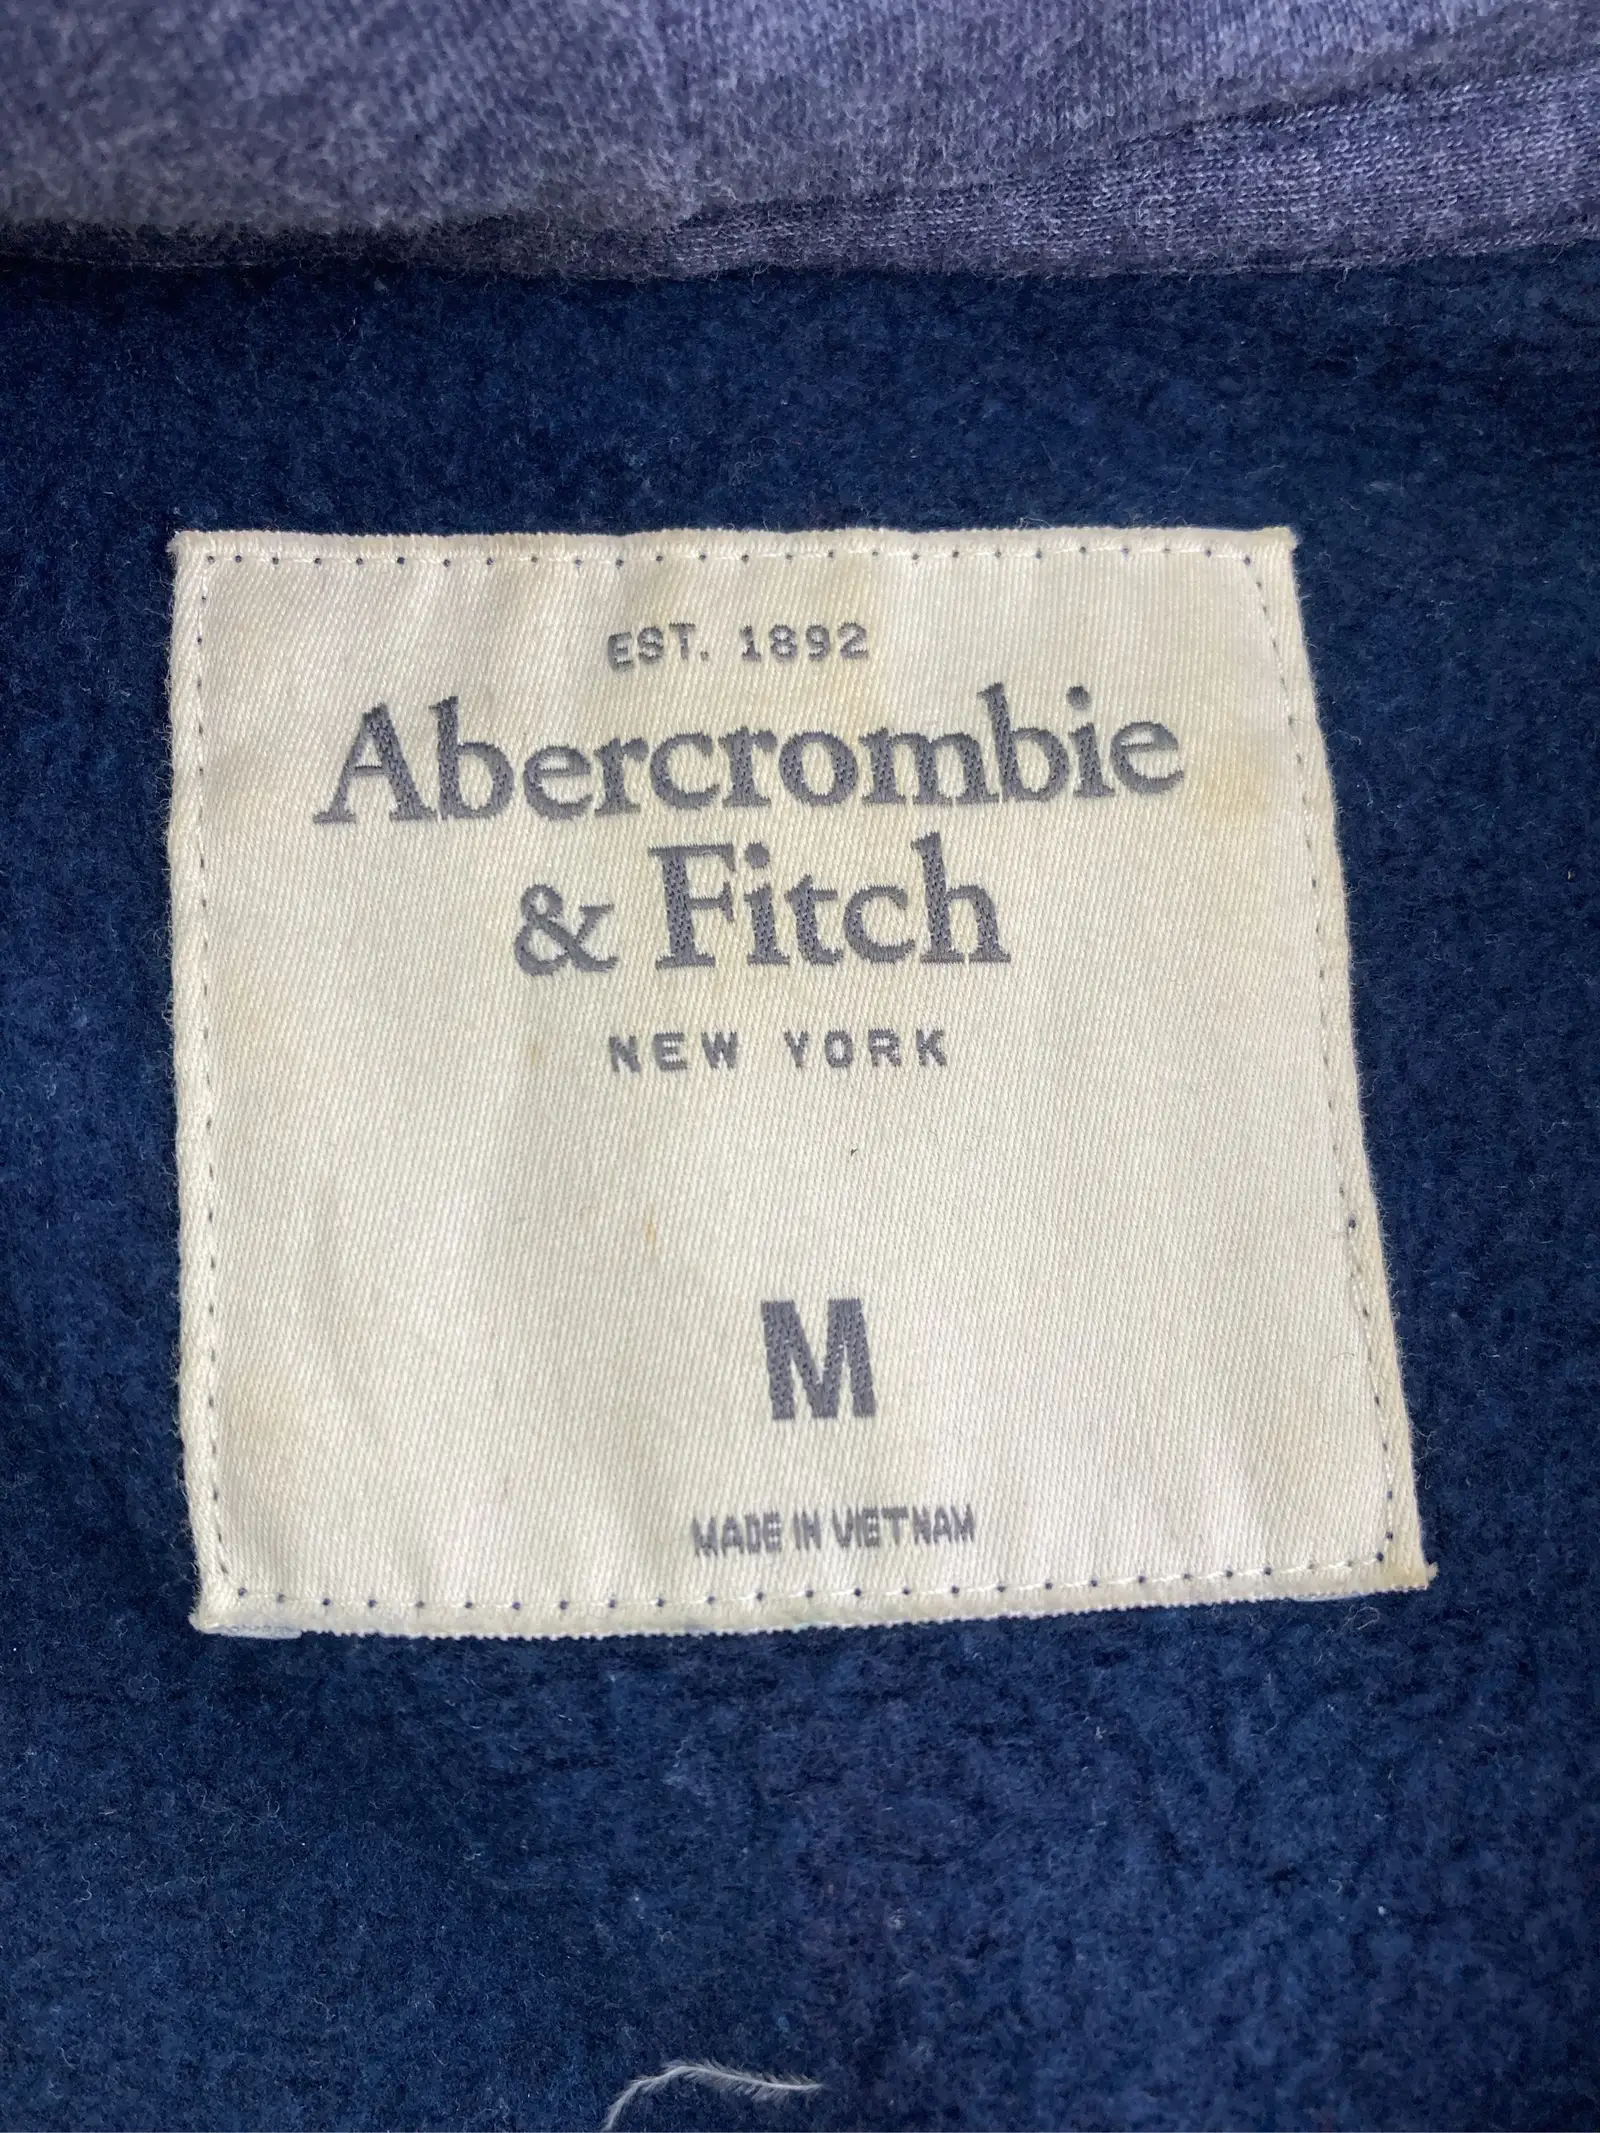 EST. 1892
Abercrombie
& Fitch
NEW YORK
M
MADE IN VIETNAM